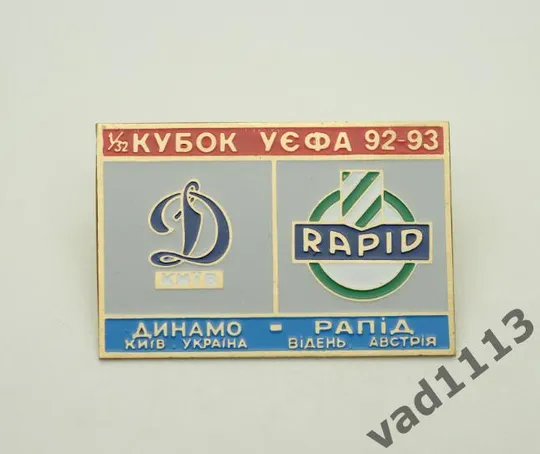 1/32 КУБОК УЄФА 92-93
КИЇВ
RAPID
ДИНАМО - РАПІД
КИЇВ. УКРАЇНА ВІДЕНЬ. АВСТРІЯ
vad1113